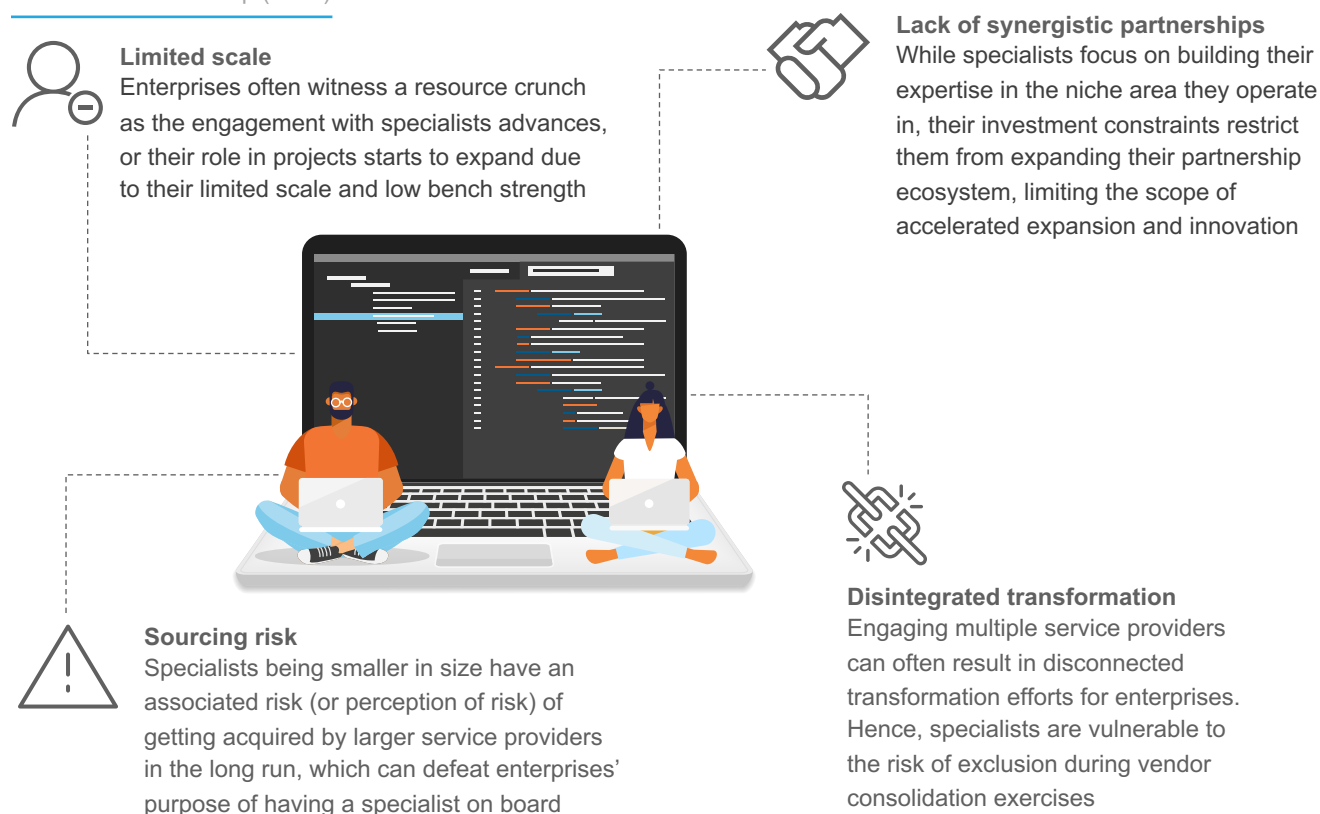 Limited scale
Enterprises often witness a resource crunch
as the engagement with specialists advances,
or their role in projects starts to expand due
to their limited scale and low bench strength
Lack of synergistic partnerships
While specialists focus on building their
expertise in the niche area they operate
in, their investment constraints restrict
them from expanding their partnership
ecosystem, limiting the scope of
accelerated expansion and innovation
Sourcing risk
Specialists being smaller in size have an
associated risk (or perception of risk) of
getting acquired by larger service providers
in the long run, which can defeat enterprises’
purpose of having a specialist on board
Disintegrated transformation
Engaging multiple service providers
can often result in disconnected
transformation efforts for enterprises.
Hence, specialists are vulnerable to
the risk of exclusion during vendor
consolidation exercises